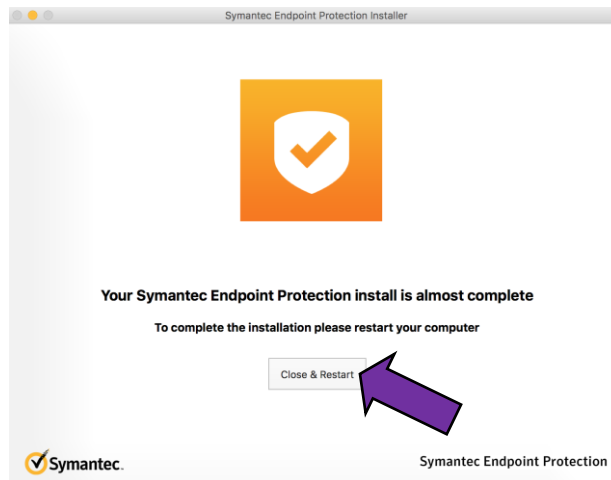 Symantec Endpoint Protection Installer
Your Symantec Endpoint Protection install is almost complete
To complete the installation please restart your computer
Close & Restart
Symantec.
Symantec Endpoint Protection